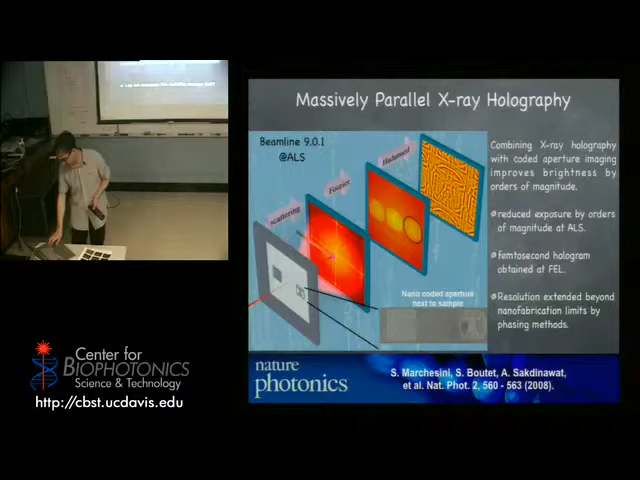 Massively Parallel X-ray Holography
Beamline 9.0.1
@ALS
scattering
Fourier
Hadamard
Nano coded aperture
next to sample
Combining X-ray holography
with coded aperture imaging
improves brightness by
orders of magnitude.
reduced exposure by orders
of magnitude at ALS.
femtosecond hologram
obtained at FEL.
Resolution extended beyond
nanofabrication limits by
phasing methods.
nature
photonics
S. Marchesini, S. Boutet, A. Sakdinawat,
et al. Nat. Phot. 2, 560 - 563 (2008).
Center for
BIOPHOTONICS
Science & Technology
http://cbst.ucdavis.edu